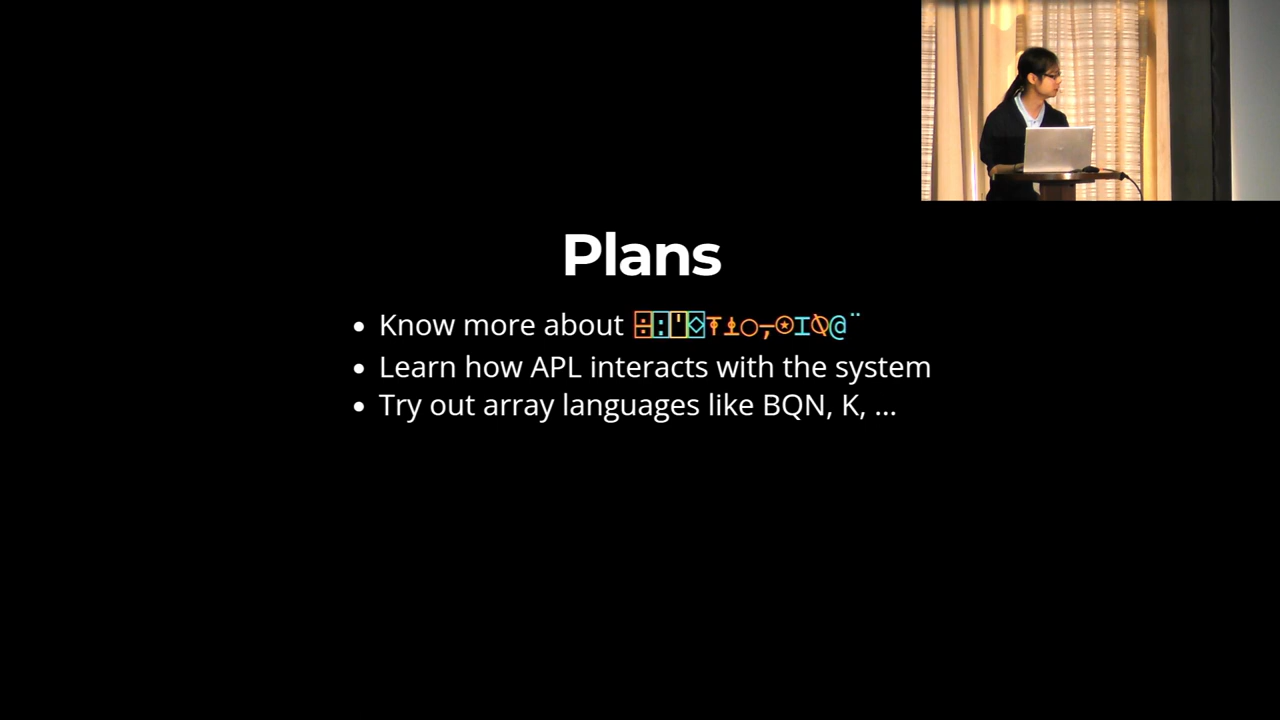 Plans
• Know more about ⌹⍠⍞⌺⍕⍎○⍪⍟⌶⍉@¨
• Learn how APL interacts with the system
• Try out array languages like BQN, K, ...